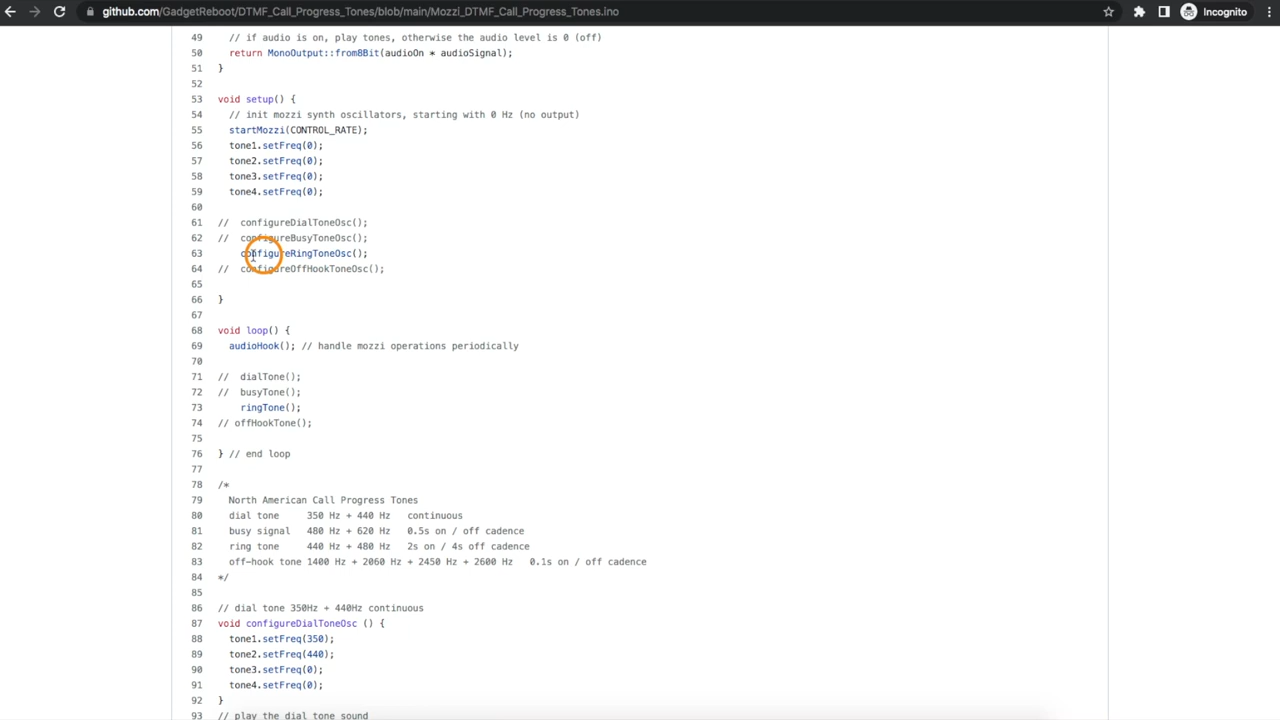 github.com/GadgetReboot/DTMF_Call_Progress_Tones/blob/main/Mozzi_DTMF_Call_Progress_Tones.ino
Incognito
49 // if audio is on, play tones, otherwise the audio level is 0 (off)
50 return MonoOutput::from8Bit(audioOn * audioSignal);
51 }
52
53 void setup() {
54 // init mozzi synth oscillators, starting with 0 Hz (no output)
55 startMozzi(CONTROL_RATE);
56 tone1.setFreq(0);
57 tone2.setFreq(0);
58 tone3.setFreq(0);
59 tone4.setFreq(0);
60
61 // configureDialToneOsc();
62 // configureBusyToneOsc();
63 configureRingToneOsc();
64 // configureOffHookToneOsc();
65
66 }
67
68 void loop() {
69 audioHook(); // handle mozzi operations periodically
70
71 // dialTone();
72 // busyTone();
73 ringTone();
74 // offHookTone();
75
76 } // end loop
77
78 /*
79 North American Call Progress Tones
80 dial tone 350 Hz + 440 Hz continuous
81 busy signal 480 Hz + 620 Hz 0.5s on / off cadence
82 ring tone 440 Hz + 480 Hz 2s on / 4s off cadence
83 off-hook tone 1400 Hz + 2060 Hz + 2450 Hz + 2600 Hz 0.1s on / off cadence
84 */
85
86 // dial tone 350Hz + 440Hz continuous
87 void configureDialToneOsc () {
88 tone1.setFreq(350);
89 tone2.setFreq(440);
90 tone3.setFreq(0);
91 tone4.setFreq(0);
92 }
93 // play the dial tone sound